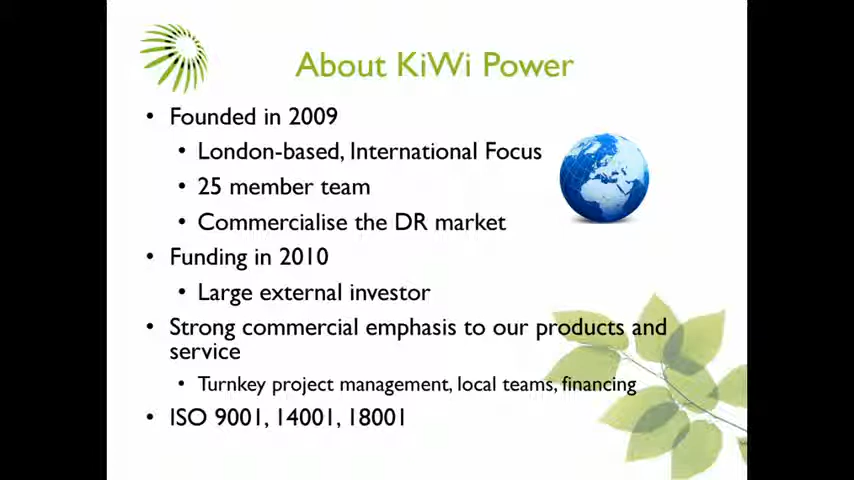 About KiWi Power
• Founded in 2009
• London-based, International Focus
• 25 member team
• Commercialise the DR market
• Funding in 2010
• Large external investor
• Strong commercial emphasis to our products and
service
• Turnkey project management, local teams, financing
• ISO 9001, 14001, 18001